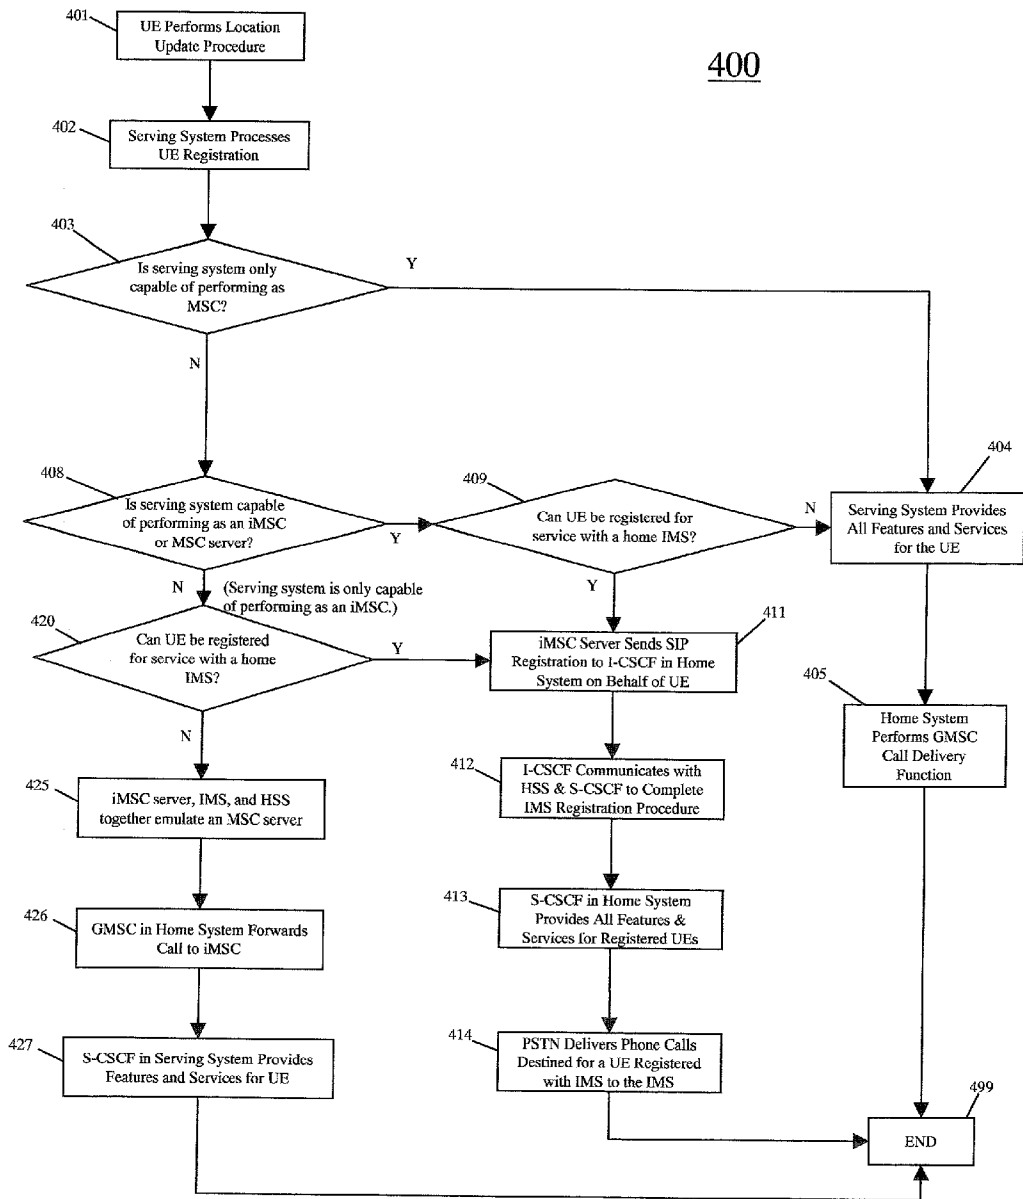 401
UE Performs Location
Update Procedure
400
402
Serving System Processes
UE Registration
403
Is serving system only
capable of performing as
MSC?
Y
N
408
Is serving system capable
of performing as an iMSC
or MSC server?
Y
N
(Serving system is only capable
of performing as an iMSC.)
409
Can UE be registered for
service with a home IMS?
N
Y
404
Serving System Provides
All Features and Services
for the UE
420
Can UE be registered
for service with a home
IMS?
Y
N
411
iMSC Server Sends SIP
Registration to I-CSCF in Home
System on Behalf of UE
405
Home System
Performs GMSC
Call Delivery
Function
425
iMSC server, IMS, and HSS
together emulate an MSC server
412
I-CSCF Communicates with
HSS & S-CSCF to Complete
IMS Registration Procedure
426
GMSC in Home System Forwards
Call to iMSC
413
S-CSCF in Home System
Provides All Features &
Services for Registered UEs
427
S-CSCF in Serving System Provides
Features and Services for UE
414
PSTN Delivers Phone Calls
Destined for a UE Registered
with IMS to the IMS
499
END